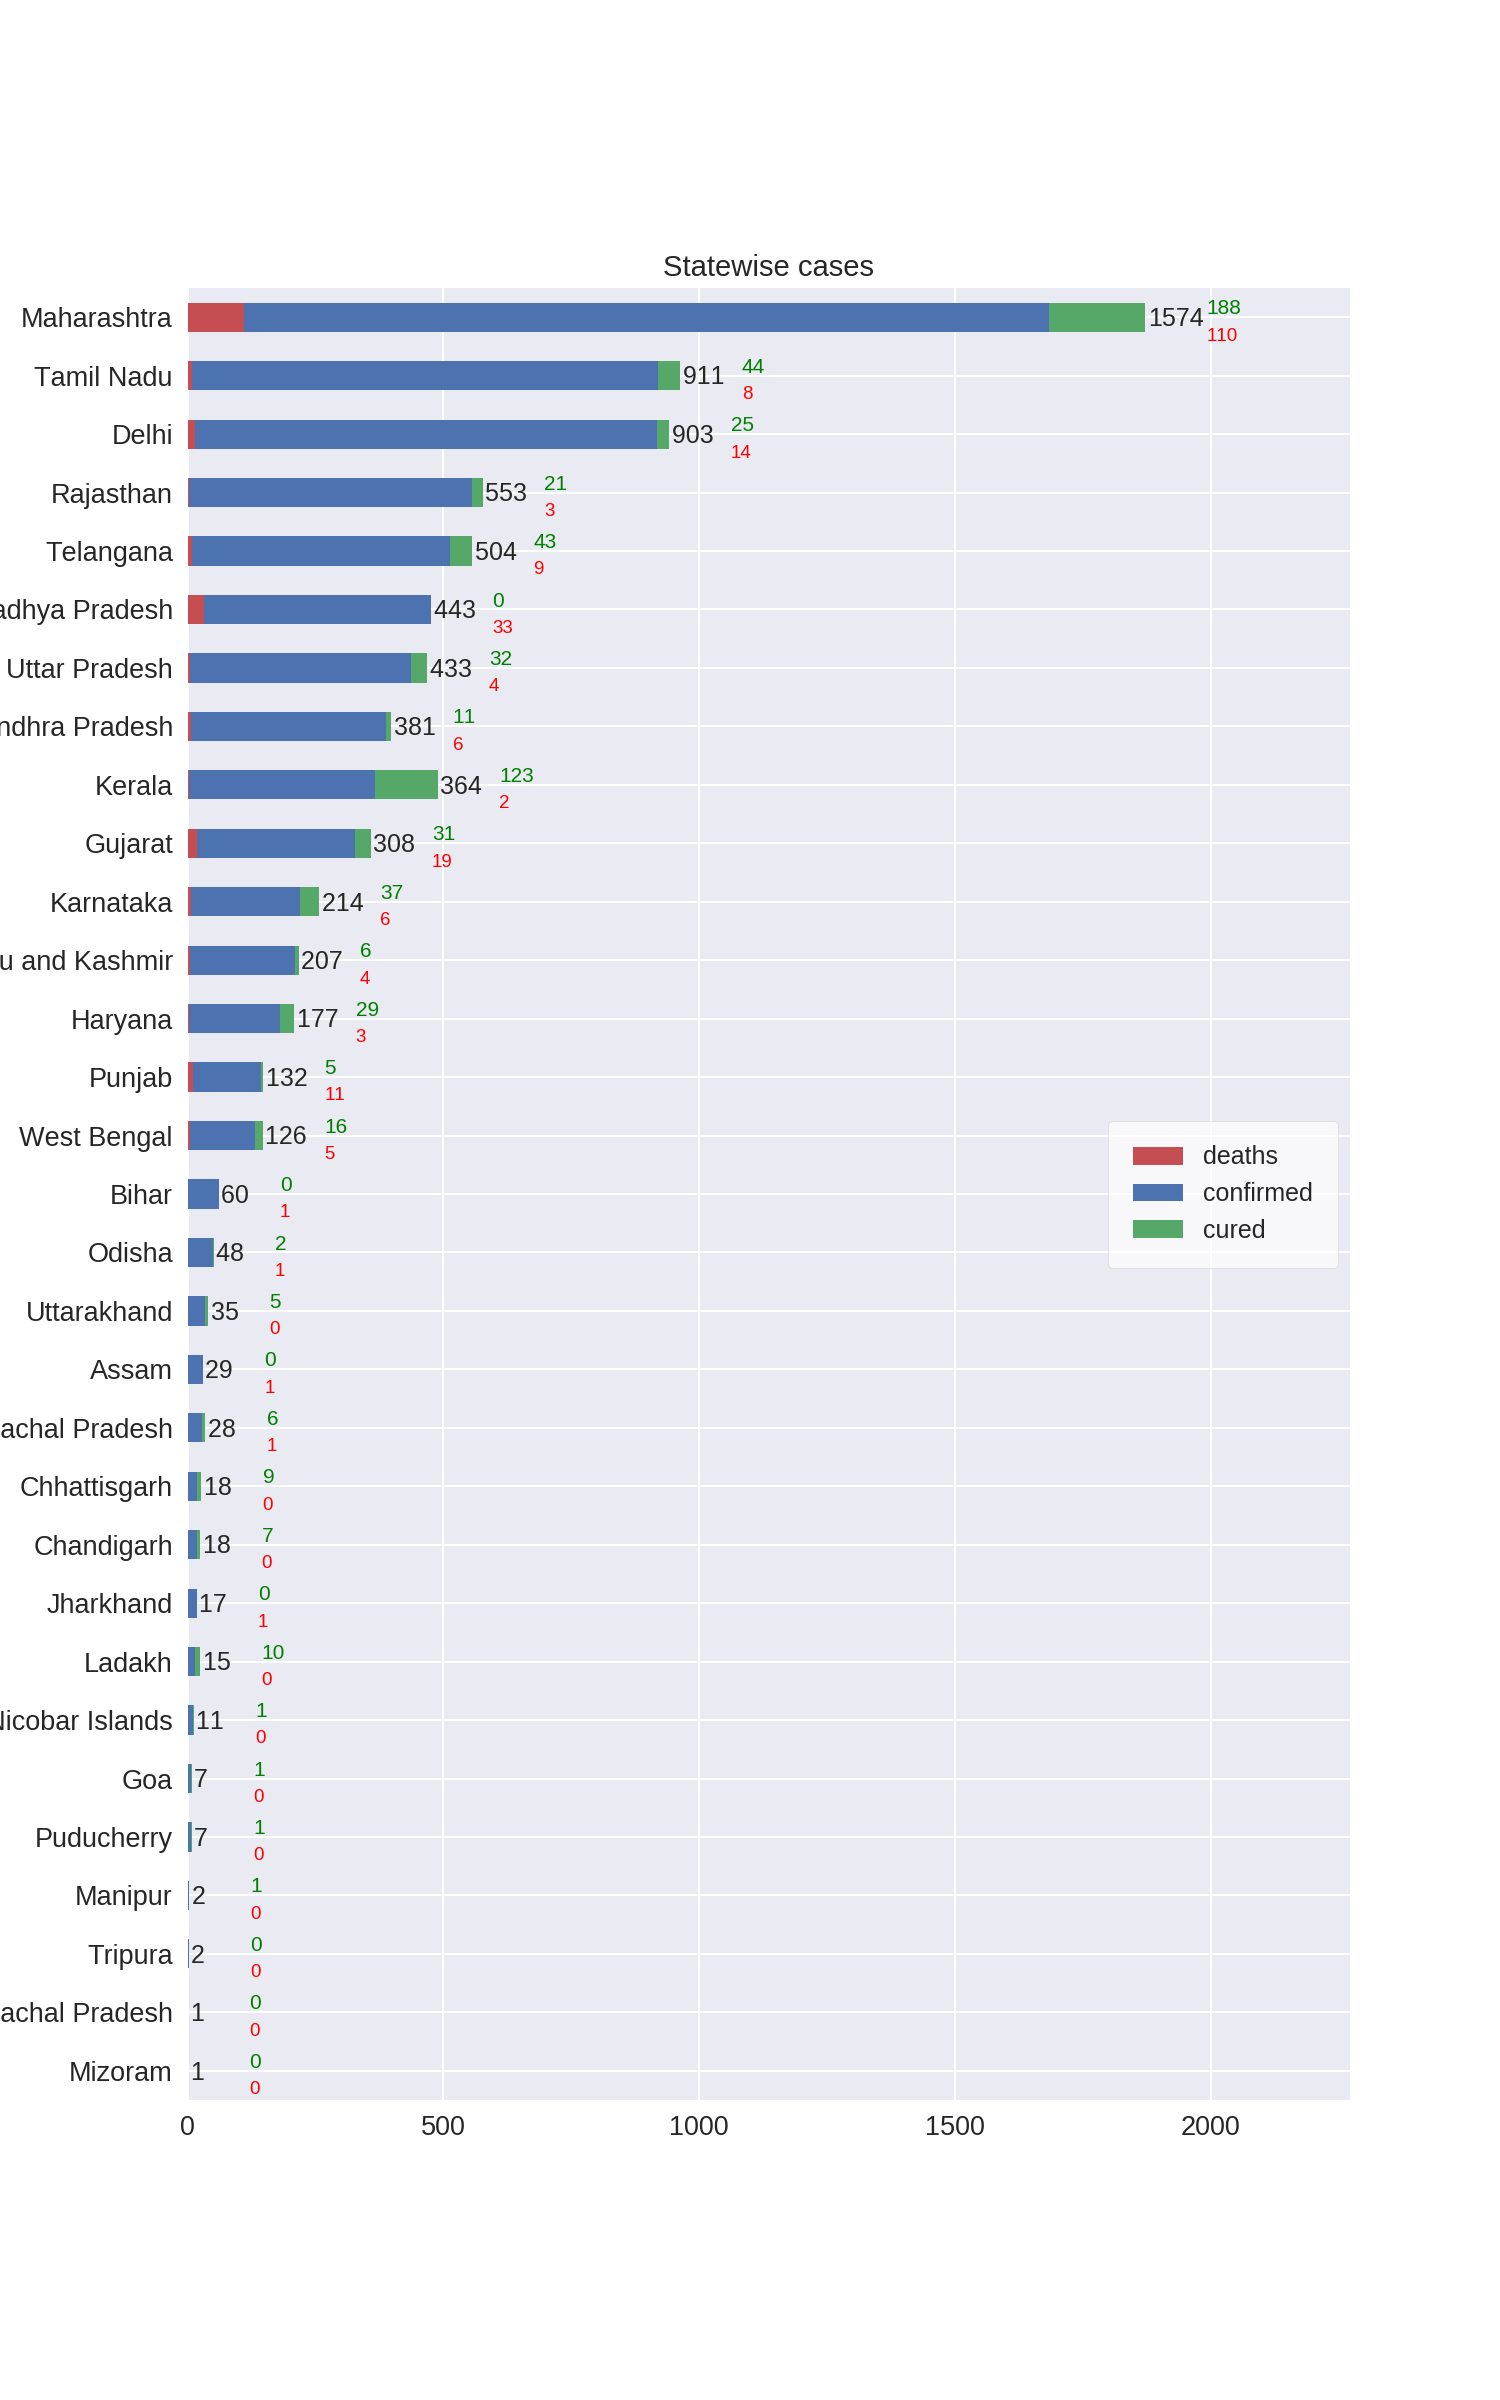 Statewise cases
Maharashtra 1574 188
110
Tamil Nadu 911 44
8
Delhi 903 25
14
Rajasthan 553 21
3
Telangana 504 43
9
adhya Pradesh 443 0
33
Uttar Pradesh 433 32
4
ndhra Pradesh 381 11
6
Kerala 364 123
2
Gujarat 308 31
19
Karnataka 214 37
6
u and Kashmir 207 6
4
Haryana 177 29
3
Punjab 132 5
11
West Bengal 126 16
5
deaths
confirmed
cured
Bihar 60 0
1
Odisha 48 2
1
Uttarakhand 35 5
0
Assam 29 0
1
achal Pradesh 28 6
1
Chhattisgarh 18 9
0
Chandigarh 18 7
0
Jharkhand 17 0
1
Ladakh 15 10
0
Nicobar Islands 11 1
0
Goa 7 1
0
Puducherry 7 1
0
Manipur 2 1
0
Tripura 2 0
0
achal Pradesh 1 0
0
Mizoram 1 0
0
0 500 1000 1500 2000